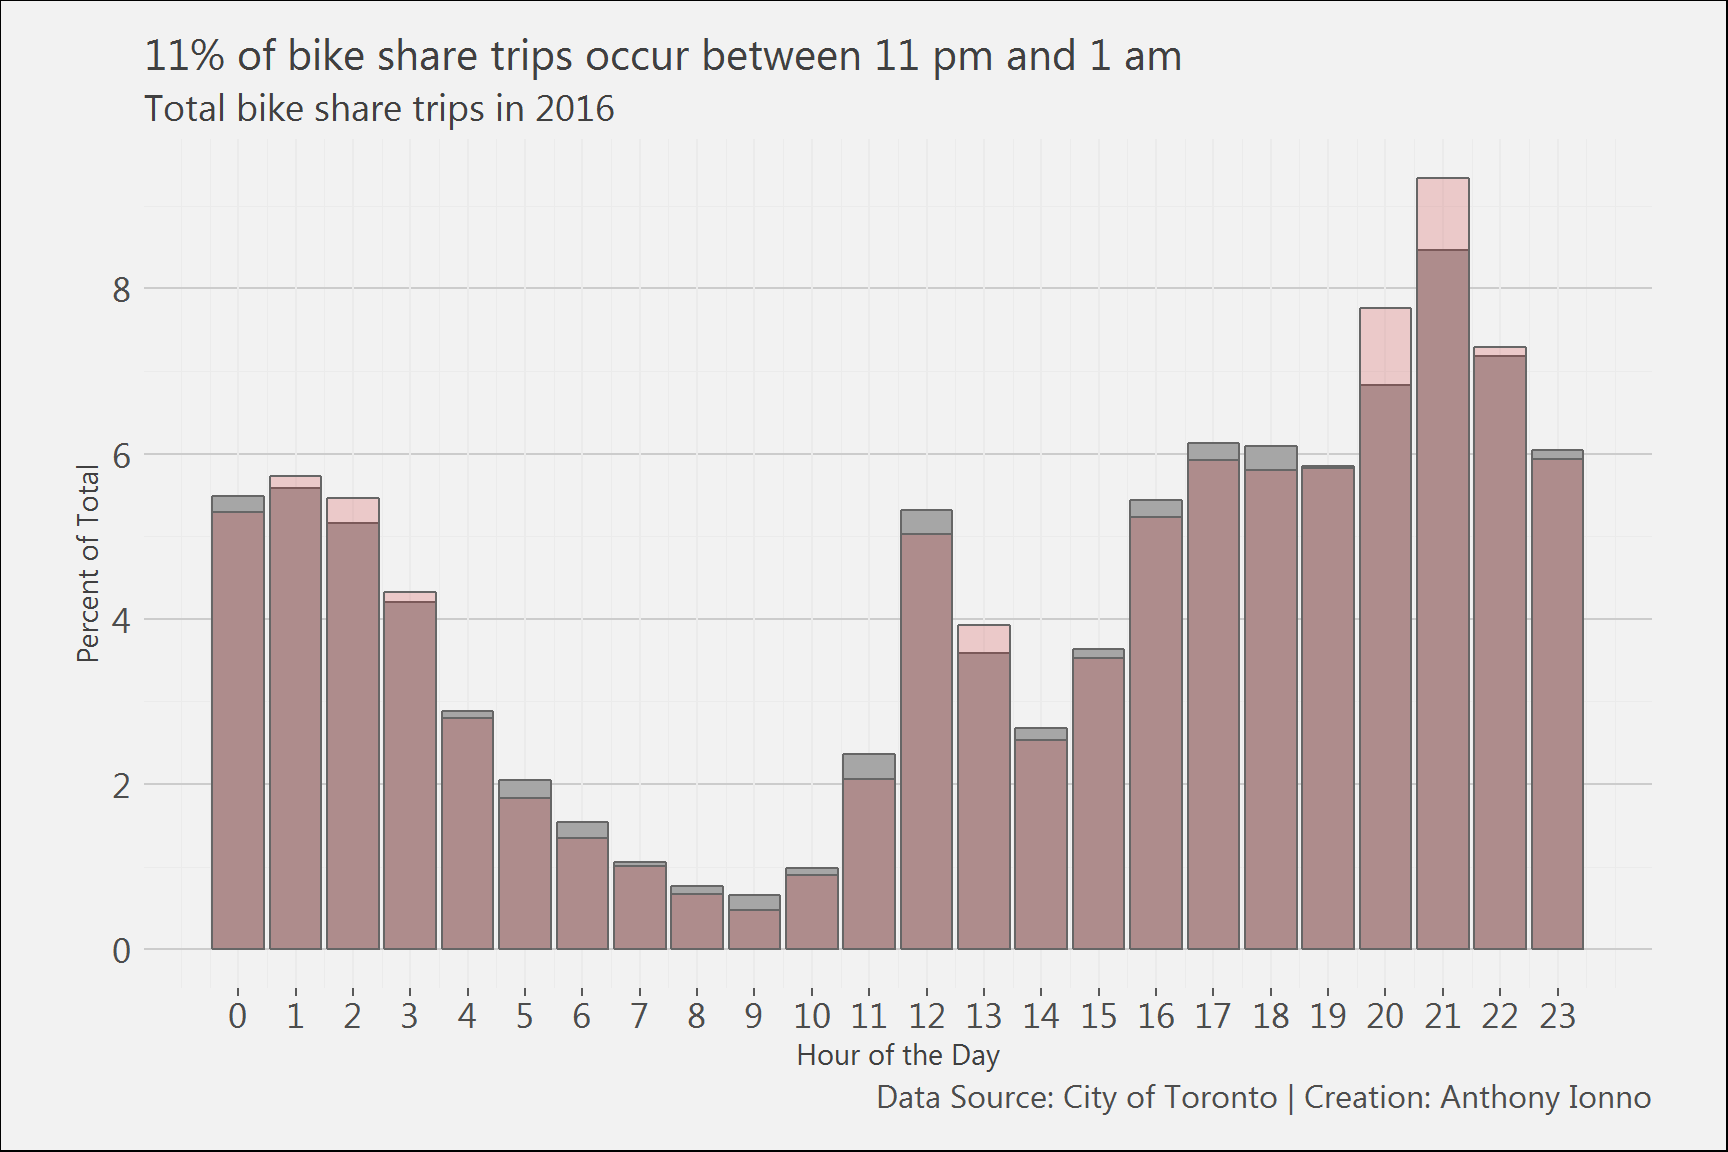 11% of bike share trips occur between 11 pm and 1 am
Total bike share trips in 2016
Percent of Total
8
6
4
2
0
0 1 2 3 4 5 6 7 8 9 10 11 12 13 14 15 16 17 18 19 20 21 22 23
Hour of the Day
Data Source: City of Toronto | Creation: Anthony Ionno